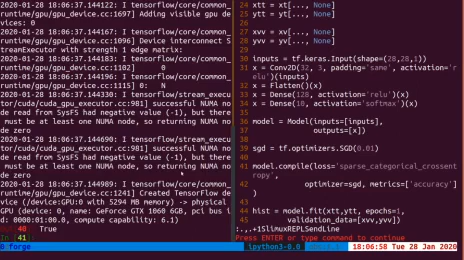 2020-01-28 18:06:37.144122: I tensorflow/core/common_
runtime/gpu/gpu_device.cc:1697] Adding visible gpu de
vices: 0
2020-01-28 18:06:37.144167: I tensorflow/core/common_
runtime/gpu/gpu_device.cc:1096] Device interconnect S
treamExecutor with strength 1 edge matrix:
2020-01-28 18:06:37.144183: I tensorflow/core/common_
runtime/gpu/gpu_device.cc:1102] 0
2020-01-28 18:06:37.144196: I tensorflow/core/common_
runtime/gpu/gpu_device.cc:1115] 0: N
2020-01-28 18:06:37.144330: I tensorflow/stream_execu
tor/cuda/cuda_gpu_executor.cc:981] successful NUMA no
de read from SysFS had negative value (-1), but there
must be at least one NUMA node, so returning NUMA no
de zero
2020-01-28 18:06:37.144690: I tensorflow/stream_execu
tor/cuda/cuda_gpu_executor.cc:981] successful NUMA no
de read from SysFS had negative value (-1), but there
must be at least one NUMA node, so returning NUMA no
de zero
2020-01-28 18:06:37.144989: I tensorflow/core/common_
runtime/gpu/gpu_device.cc:1241] Created TensorFlow de
vice (/device:GPU:0 with 5294 MB memory) -> physical
GPU (device: 0, name: GeForce GTX 1060 6GB, pci bus i
d: 0000:01:00.0, compute capability: 6.1)
40 True
41
forge
24 xtt = xt[..., None]
25 ytt = yt[..., None]
27 xvv = xv[..., None]
28 yvv = yv[..., None]
30 inputs = tf.keras.Input(shape=(28,28,1))
31 x = Conv2D(32, 3, padding='same', activation='r
elu')(inputs)
32 x = Flatten()(x)
33 x = Dense(128, activation='relu')(x)
34 x = Dense(10, activation='softmax')(x)
36 model = Model(inputs=[inputs],
37 outputs=[x])
39 sgd = tf.optimizers.SGD(0.01)
41 model.compile(loss='sparse_categorical_crossent
ropy',
42 optimizer=sgd, metrics=['accuracy']
)
44 hist = model.fit(xtt,ytt, epochs=1,
45 validation_data=[xvv,yvv])
:.,.+1SlimuxREPLSendLine
Press ENTER or type command to continue
ipython3-0.0 18:06:58 Tue 28 Jan 2020